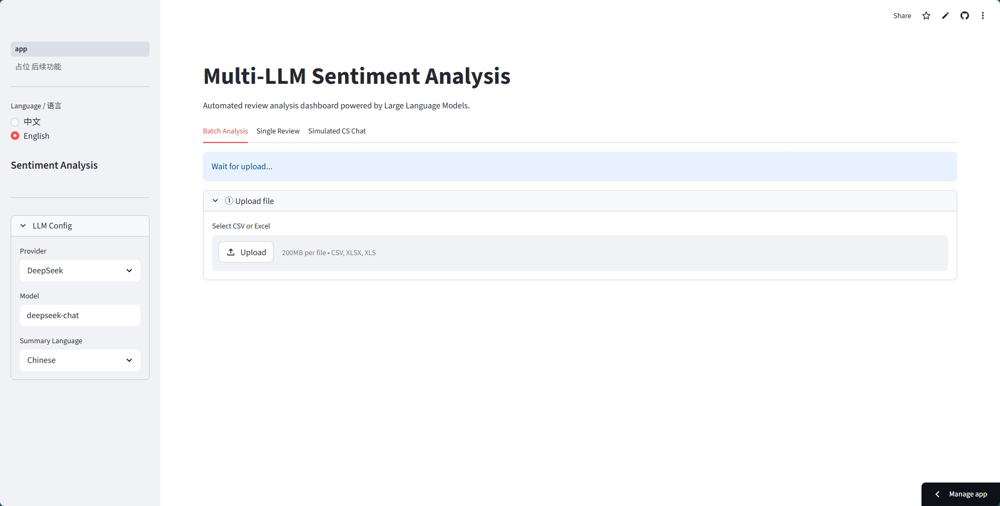 Share
app
占位 后续功能
Language / 语言
中文
English
Sentiment Analysis
LLM Config
Provider
DeepSeek
Model
deepseek-chat
Summary Language
Chinese
Multi-LLM Sentiment Analysis
Automated review analysis dashboard powered by Large Language Models.
Batch Analysis Single Review Simulated CS Chat
Wait for upload...
① Upload file
Select CSV or Excel
Upload 200MB per file • CSV, XLSX, XLS
Manage app